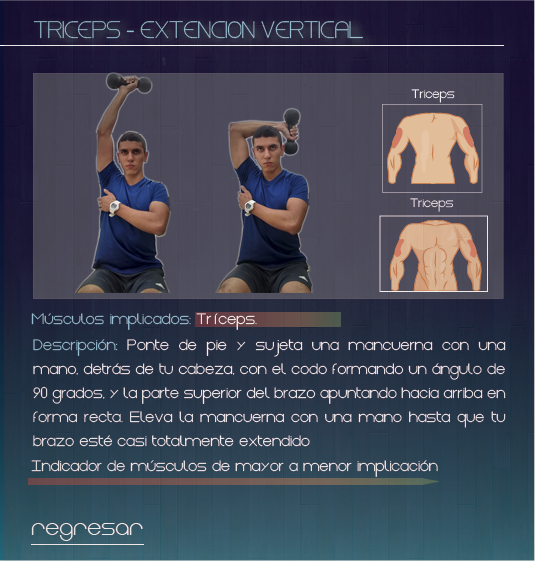 TRICEPS - EXTENCION VERTICAL
Triceps
Triceps
Músculos implicados: Tríceps.
Descripción: Ponte de pie y sujeta una mancuerna con una
mano, detrás de tu cabeza, con el codo formando un ángulo de
90 grados, y la parte superior del brazo apuntando hacia arriba en
forma recta. Eleva la mancuerna con una mano hasta que tu
brazo esté casi totalmente extendido
Indicador de músculos de mayor a menor implicación
regresar